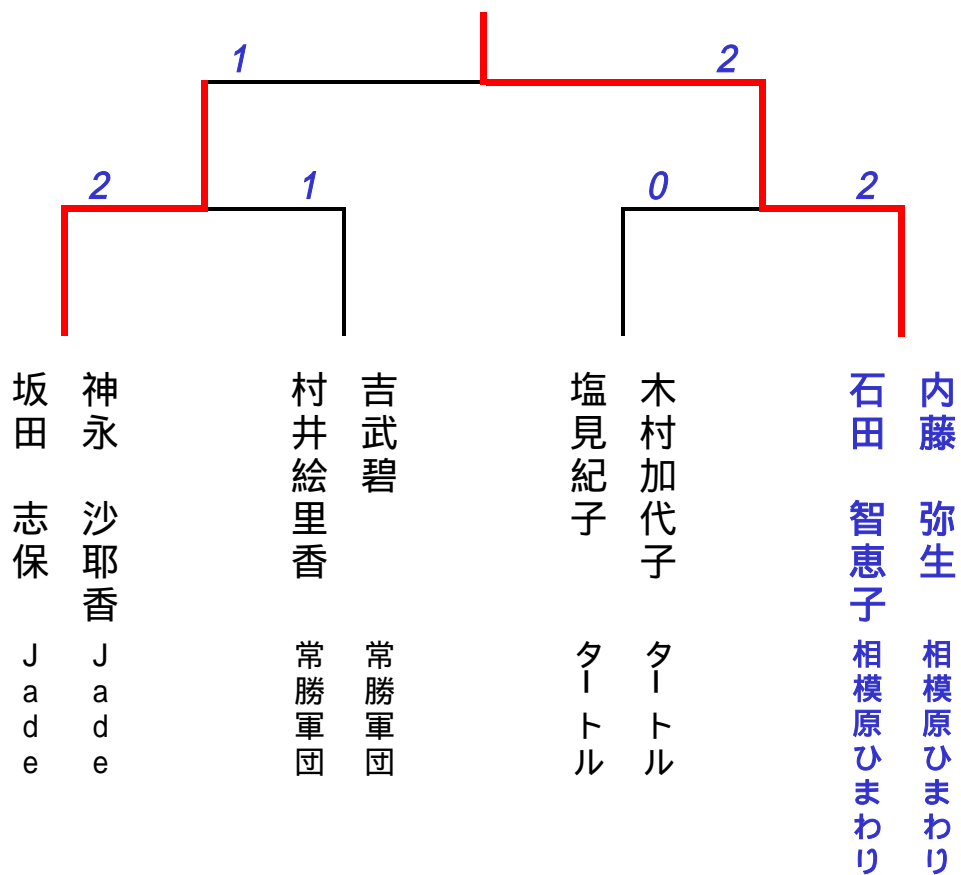 1
2
2
1
0
2
神永 沙耶香
坂田 志保
吉武碧
村井絵里香
木村加代子
塩見紀子
内藤 弥生
石田 智恵子
Jade
Jade
常勝軍団
常勝軍団
タートル
タートル
相模原ひまわり
相模原ひまわり